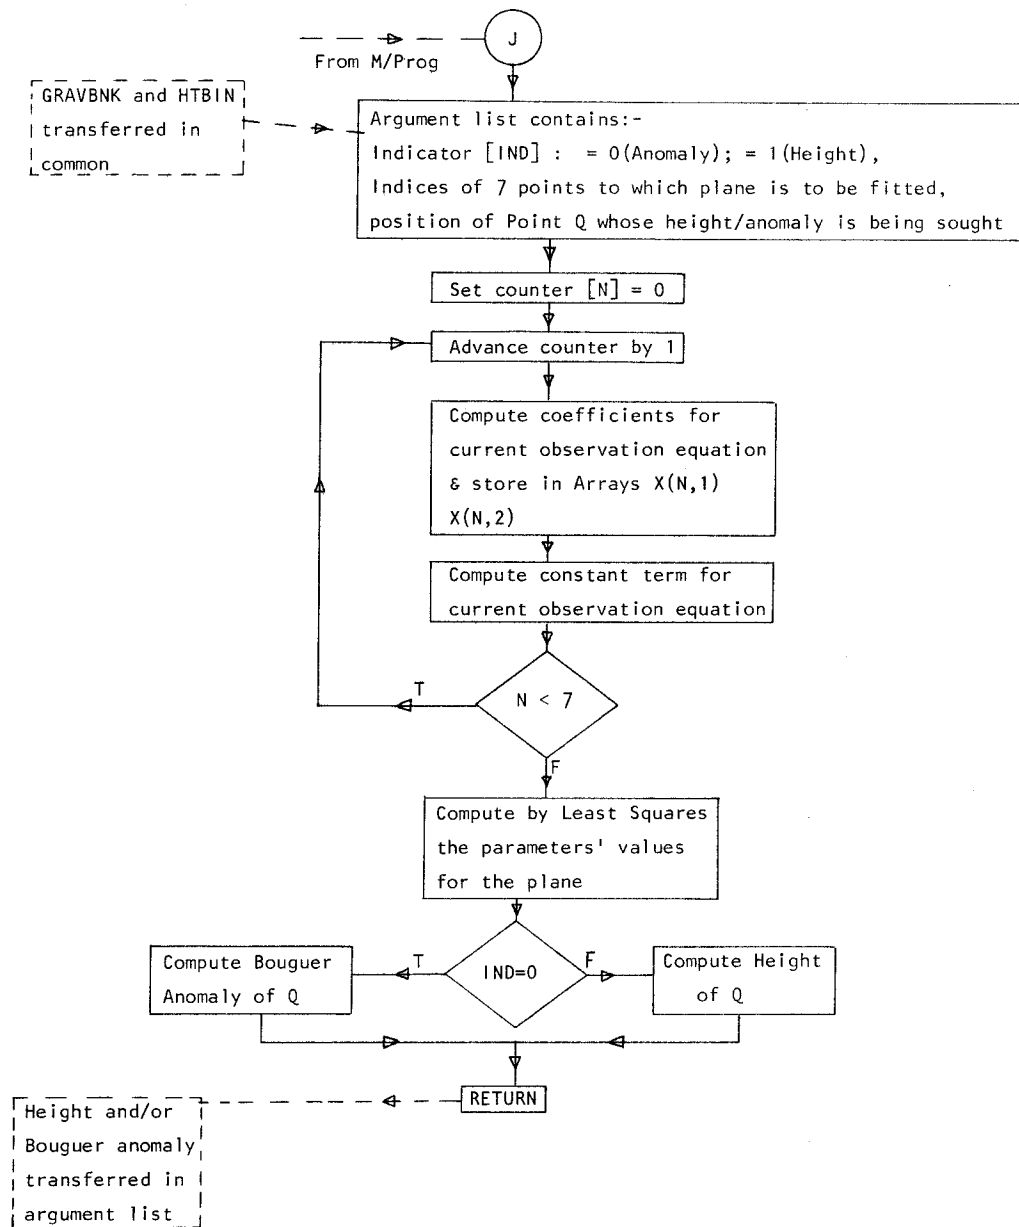 J
From M/Prog
GRAVBNK and HTBIN
transferred in
common
Argument list contains:-
Indicator [IND] : = 0(Anomaly); = 1(Height),
Indices of 7 points to which plane is to be fitted,
position of Point Q whose height/anomaly is being sought
Set counter [N] = 0
Advance counter by 1
Compute coefficients for
current observation equation
& store in Arrays X(N,1)
X(N,2)
Compute constant term for
current observation equation
T
N < 7
F
Compute by Least Squares
the parameters' values
for the plane
Compute Bouguer
Anomaly of Q
T
IND=0
F
Compute Height
of Q
RETURN
Height and/or
Bouguer anomaly
transferred in
argument list